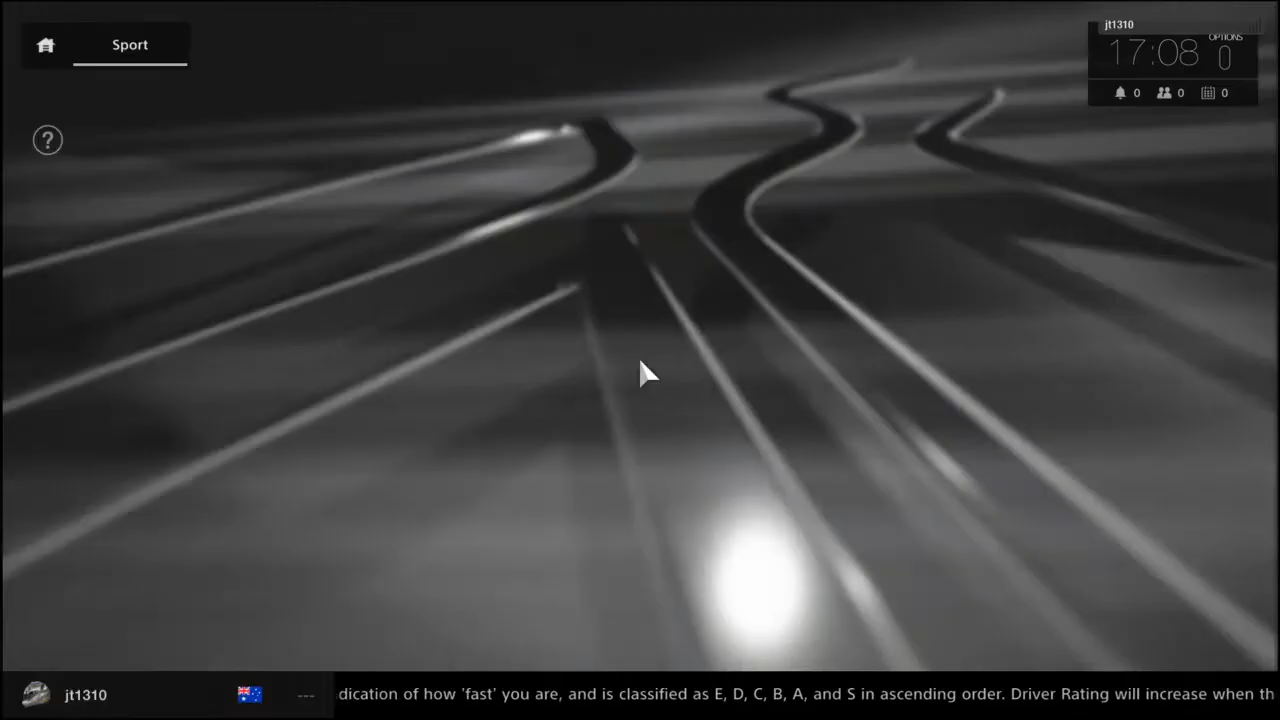 Sport
jt1310
OPTIONS
17:08
0 0 0
?
jt1310
---
dication of how 'fast' you are, and is classified as E, D, C, B, A, and S in ascending order. Driver Rating will increase when th